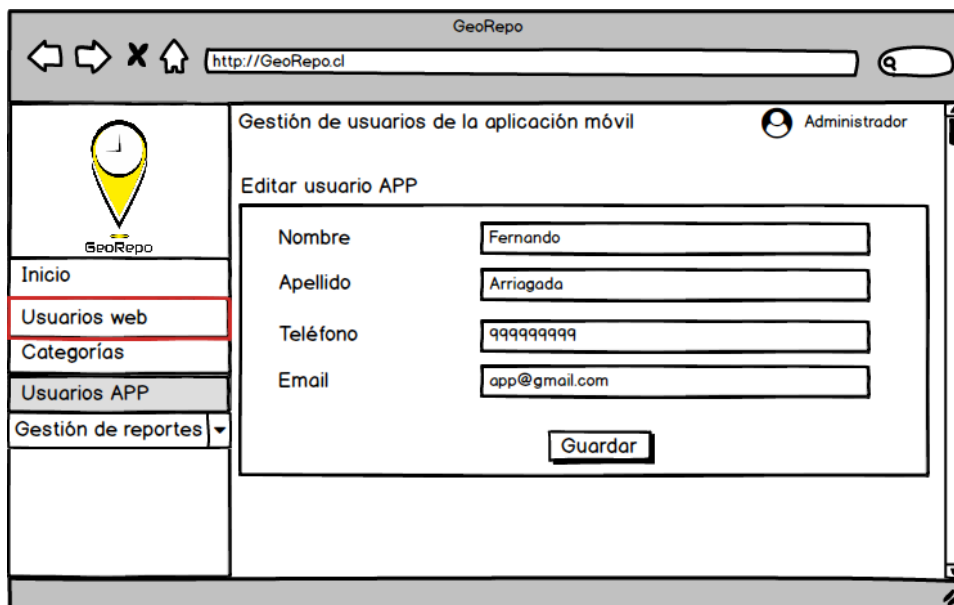 GeoRepo
http://GeoRepo.cl
Gestión de usuarios de la aplicación móvil
Administrador
GeoRepo
Inicio
Usuarios web
Categorías
Usuarios APP
Gestión de reportes
Editar usuario APP
Nombre Fernando
Apellido Arriagada
Teléfono 999999999
Email app@gmail.com
Guardar